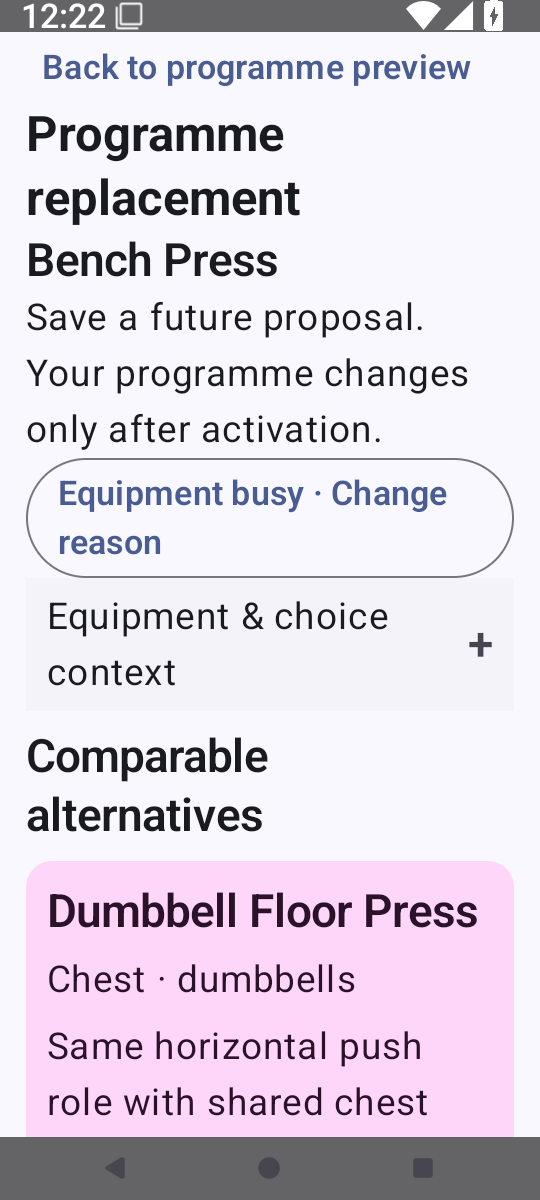 12:22
Back to programme preview
Programme
replacement
Bench Press
Save a future proposal.
Your programme changes
only after activation.
Equipment busy · Change
reason
Equipment & choice
context
+
Comparable
alternatives
Dumbbell Floor Press
Chest · dumbbells
Same horizontal push
role with shared chest